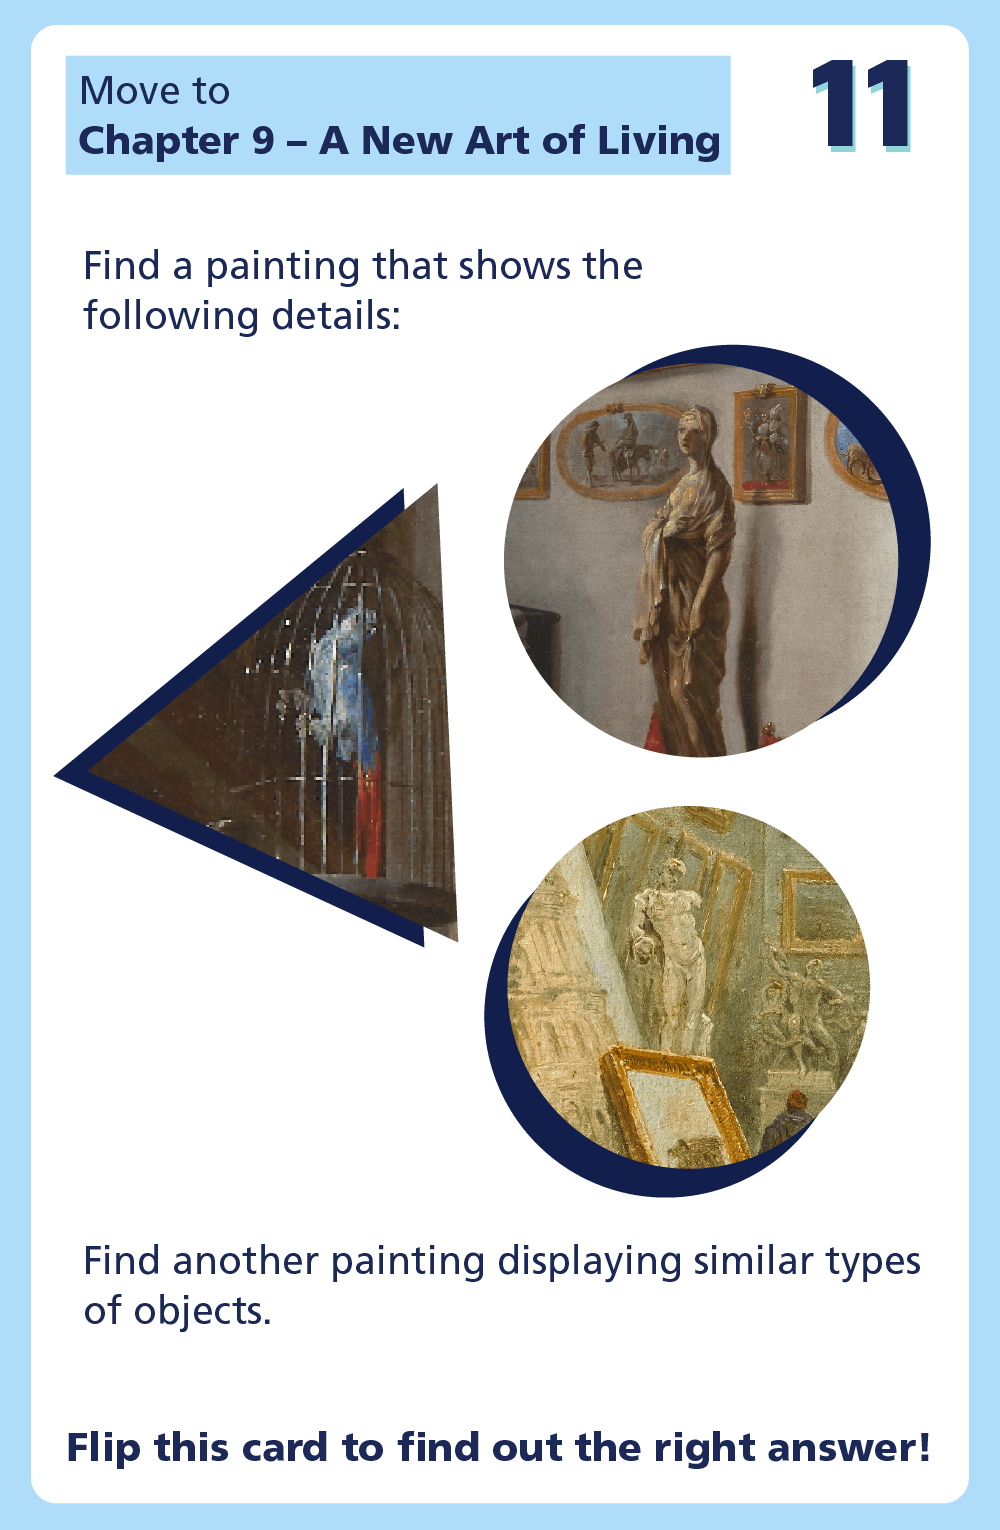 Move to
Chapter 9 – A New Art of Living
11
Find a painting that shows the
following details:
Find another painting displaying similar types
of objects.
Flip this card to find out the right answer!